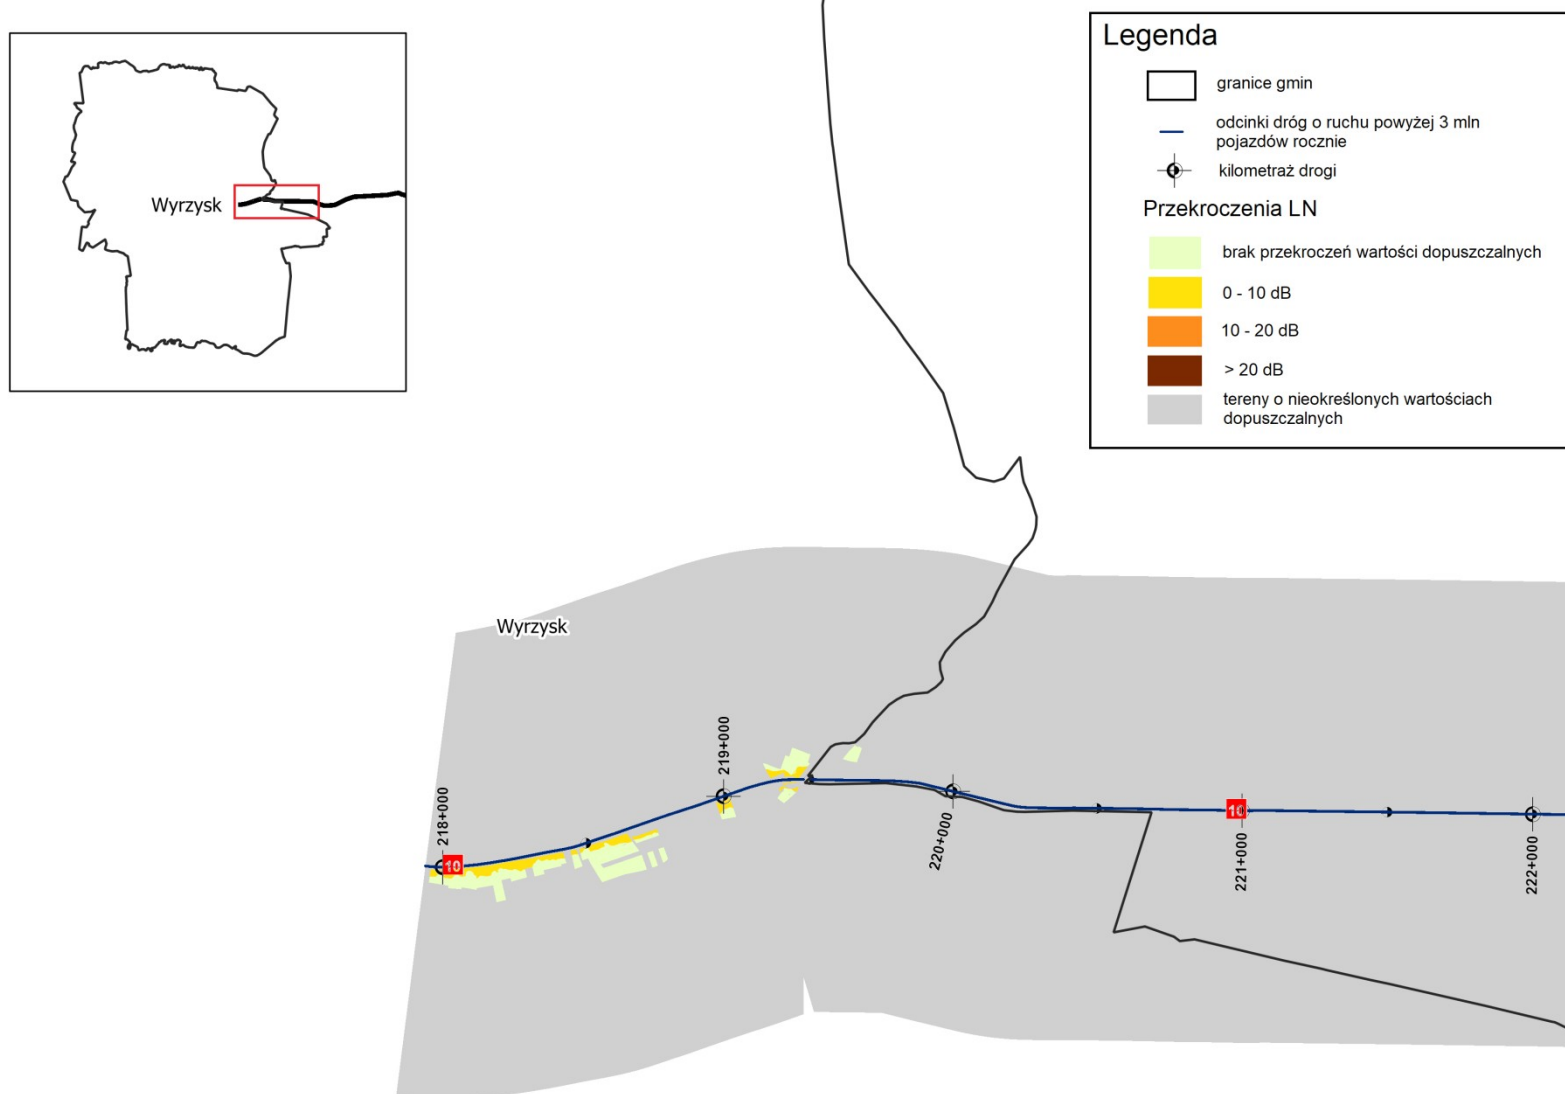 Wyrzysk
Legenda
granice gmin
odcinki dróg o ruchu powyżej 3 mln
pojazdów rocznie
kilometraż drogi
Przekroczenia LN
brak przekroczeń wartości dopuszczalnych
0 - 10 dB
10 - 20 dB
> 20 dB
tereny o nieokreślonych wartościach
dopuszczalnych
Wyrzysk
218+000
10
219+000
220+000
10
221+000
222+000